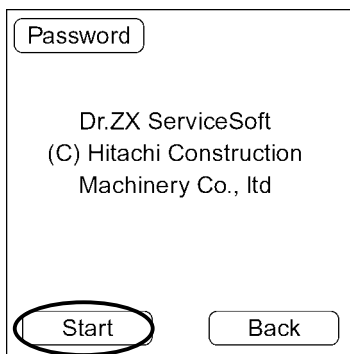 Password
Dr.ZX ServiceSoft
(C) Hitachi Construction
Machinery Co., ltd
Start
Back